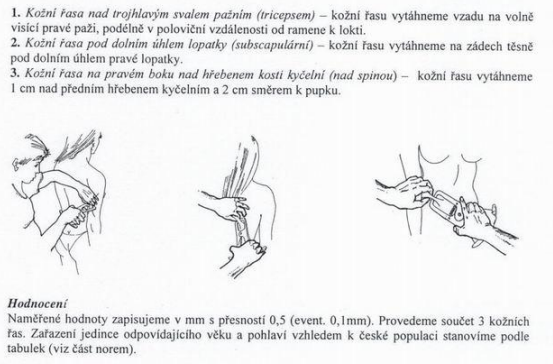 1. Kožní řasa nad trojhlavým svalem pažním (tricepsem) – kožní řasu vytáhneme vzadu na volně
visící pravé paži, podélně v poloviční vzdálenosti od ramene k lokti.
2. Kožní řasa pod dolním úhlem lopatky (subscapulární) – kožní řasu vytáhneme na zádech těsně
pod dolním úhlem pravé lopatky.
3. Kožní řasa na pravém boku nad hřebenem kosti kyčelní (nad spinou) – kožní řasu vytáhneme
1 cm nad předním hřebenem kyčelním a 2 cm směrem k pupku.
Hodnocení
Naměřené hodnoty zapisujeme v mm s přesností 0,5 (event. 0,1mm). Provedeme součet 3 kožních
řas. Zařazení jedince odpovídajícího věku a pohlaví vzhledem k české populaci stanovíme podle
tabulek (viz část norem).